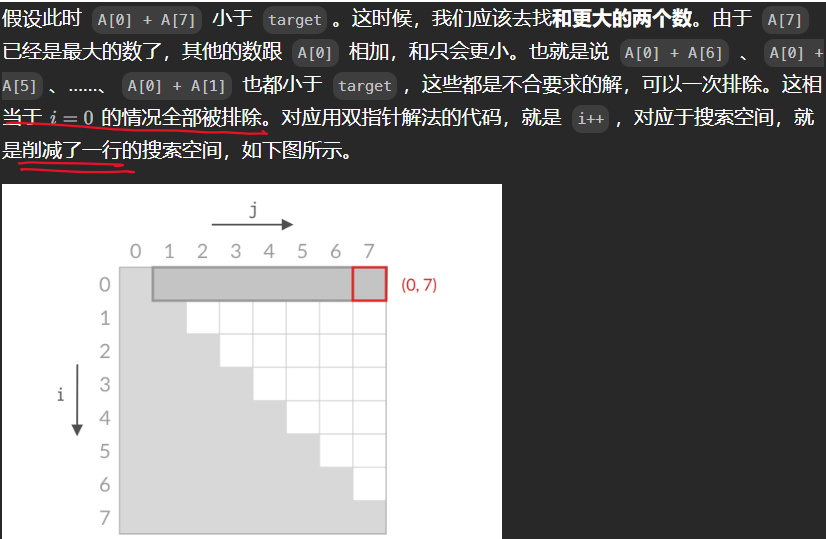 假设此时 A[0] + A[7] 小于 target 。这时候，我们应该去找和更大的两个数。由于 A[7]
已经是最大的数了，其他的数跟 A[0] 相加，和只会更小。也就是说 A[0] + A[6] 、 A[0] +
A[5] 、……、 A[0] + A[1] 也都小于 target ，这些都是不合要求的解，可以一次排除。这相
当于 i = 0 的情况全部被排除。对应用双指针解法的代码，就是 i++ ，对应于搜索空间，就
是削减了一行的搜索空间，如下图所示。
j
0 1 2 3 4 5 6 7
0 (0, 7)
1
2
3
i
4
5
6
7